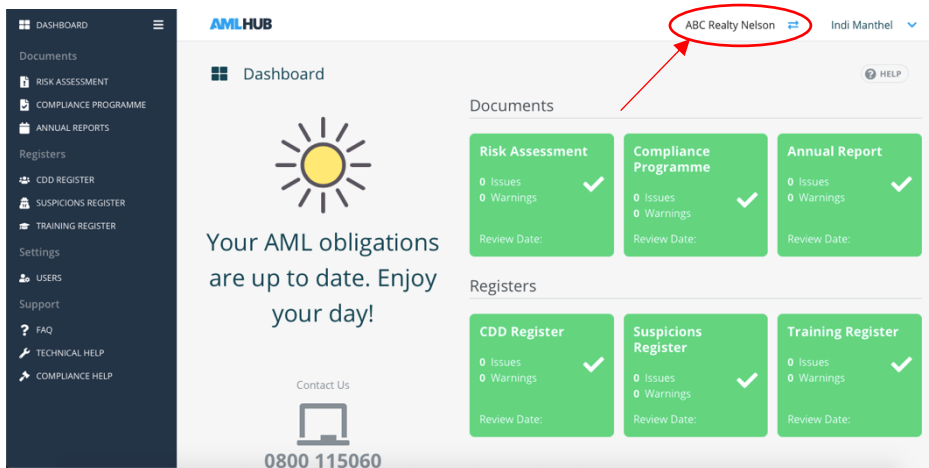 DASHBOARD
Documents
RISK ASSESSMENT
COMPLIANCE PROGRAMME
ANNUAL REPORTS
Registers
CDD REGISTER
SUSPICIONS REGISTER
TRAINING REGISTER
Settings
USERS
Support
FAQ
TECHNICAL HELP
COMPLIANCE HELP
AMLHUB
ABC Realty Nelson
Indi Manthel
Dashboard
HELP
Your AML obligations
are up to date. Enjoy
your day!
Contact Us
0800 115060
Documents
Risk Assessment
0 Issues
0 Warnings
Review Date:
Compliance
Programme
0 Issues
0 Warnings
Review Date:
Annual Report
0 Issues
0 Warnings
Review Date:
Registers
CDD Register
0 Issues
0 Warnings
Review Date:
Suspicions
Register
0 Issues
0 Warnings
Review Date:
Training Register
0 Issues
0 Warnings
Review Date: